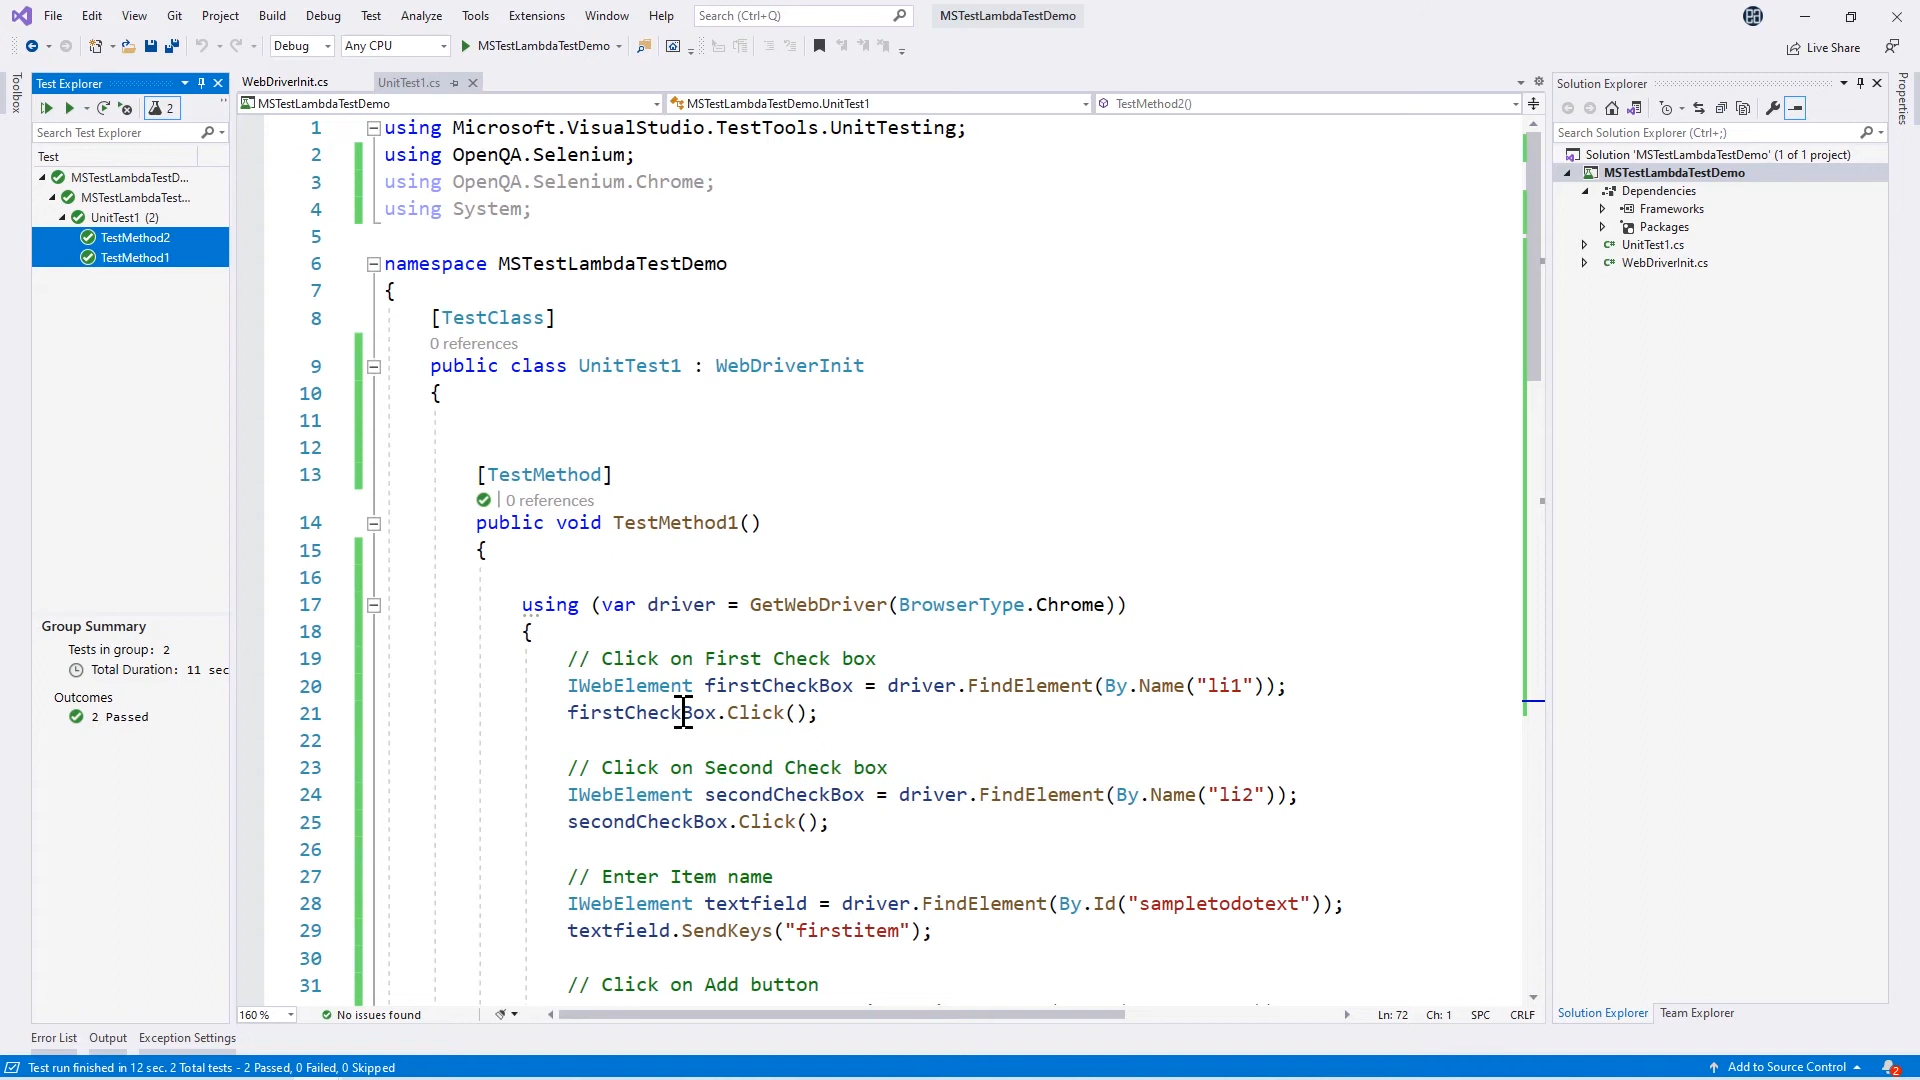 File Edit View Git Project Build Debug Test Analyze Tools Extensions Window Help Search (Ctrl+Q) MSTestLambdaTestDemo
Debug Any CPU MSTestLambdaTestDemo Live Share
Toolbox
Test Explorer
2
Search Test Explorer
Test
MSTestLambdaTestD...
MSTestLambdaTest...
UnitTest1 (2)
TestMethod2
TestMethod1
Group Summary
Tests in group: 2
Total Duration: 11 sec
Outcomes
2 Passed
WebDriverInit.cs UnitTest1.cs
MSTestLambdaTestDemo MSTestLambdaTestDemo.UnitTest1 TestMethod2()
1 using Microsoft.VisualStudio.TestTools.UnitTesting;
2 using OpenQA.Selenium;
3 using OpenQA.Selenium.Chrome;
4 using System;
5
6 namespace MSTestLambdaTestDemo
7 {
8 [TestClass]
0 references
9 public class UnitTest1 : WebDriverInit
10 {
11
12
13 [TestMethod]
0 references
14 public void TestMethod1()
15 {
16
17 using (var driver = GetWebDriver(BrowserType.Chrome))
18 {
19 // Click on First Check box
20 IWebElement firstCheckBox = driver.FindElement(By.Name("li1"));
21 firstCheckBox.Click();
22
23 // Click on Second Check box
24 IWebElement secondCheckBox = driver.FindElement(By.Name("li2"));
25 secondCheckBox.Click();
26
27 // Enter Item name
28 IWebElement textfield = driver.FindElement(By.Id("sampletodotext"));
29 textfield.SendKeys("firstitem");
30
31 // Click on Add button
160 % No issues found Ln: 72 Ch: 1 SPC CRLF
Solution Explorer
Search Solution Explorer (Ctrl+;)
Solution 'MSTestLambdaTestDemo' (1 of 1 project)
MSTestLambdaTestDemo
Dependencies
Frameworks
Packages
C# UnitTest1.cs
C# WebDriverInit.cs
Solution Explorer Team Explorer
Properties
Error List Output Exception Settings
Test run finished in 12 sec. 2 Total tests - 2 Passed, 0 Failed, 0 Skipped Add to Source Control 2